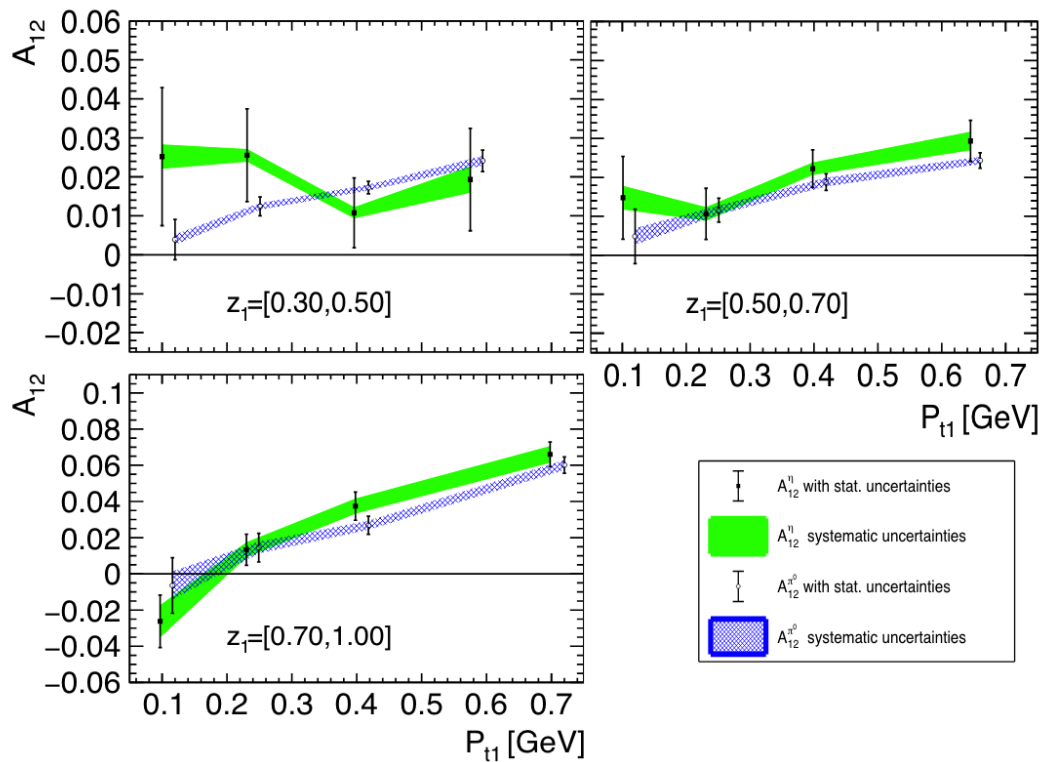 A12
0.06
0.05
0.04
0.03
0.02
0.01
0
−0.01
−0.02
z1=[0.30,0.50]
z1=[0.50,0.70]
0.1 0.2 0.3 0.4 0.5 0.6 0.7
Pt1 [GeV]
A12
0.1
0.08
0.06
0.04
0.02
0
−0.02
−0.04
−0.06
z1=[0.70,1.00]
0.1 0.2 0.3 0.4 0.5 0.6 0.7
Pt1 [GeV]
A^η_12 with stat. uncertainties
A^η_12 systematic uncertainties
A^π⁰_12 with stat. uncertainties
A^π⁰_12 systematic uncertainties